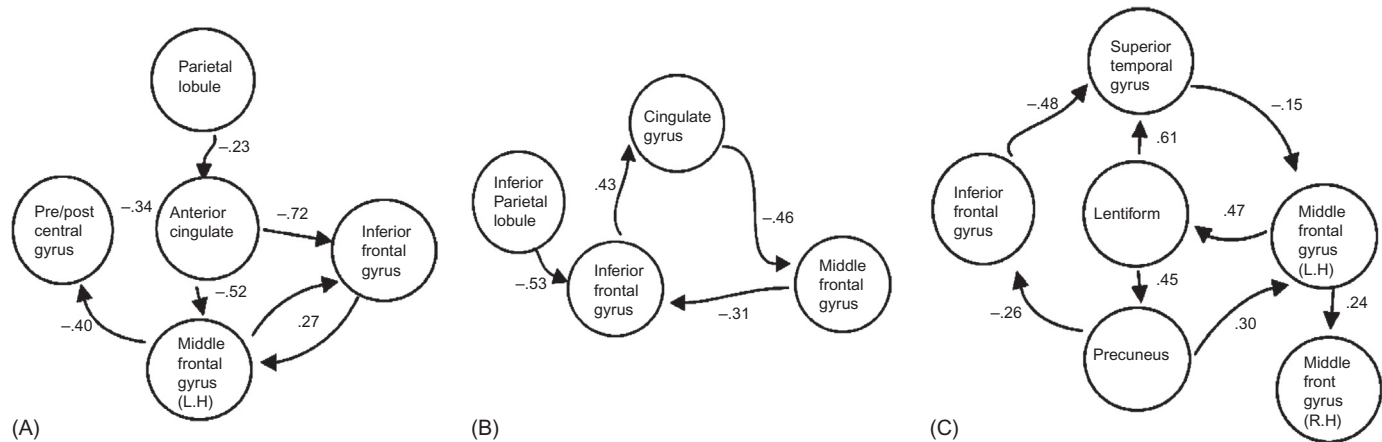 Parietal
lobule
–.23
Pre/post
central
gyrus
–.34
Anterior
cingulate
–.72
Inferior
frontal
gyrus
–.52
–.40
.27
Middle
frontal
gyrus
(L.H)
(A)
Cingulate
gyrus
Inferior
Parietal
lobule
.43
–.46
–.53
Inferior
frontal
gyrus
–.31
Middle
frontal
gyrus
(B)
Superior
temporal
gyrus
–.48
–.15
.61
Inferior
frontal
gyrus
Lentiform
.47
Middle
frontal
gyrus
(L.H)
.45
–.26
.30
.24
Precuneus
Middle
front
gyrus
(R.H)
(C)